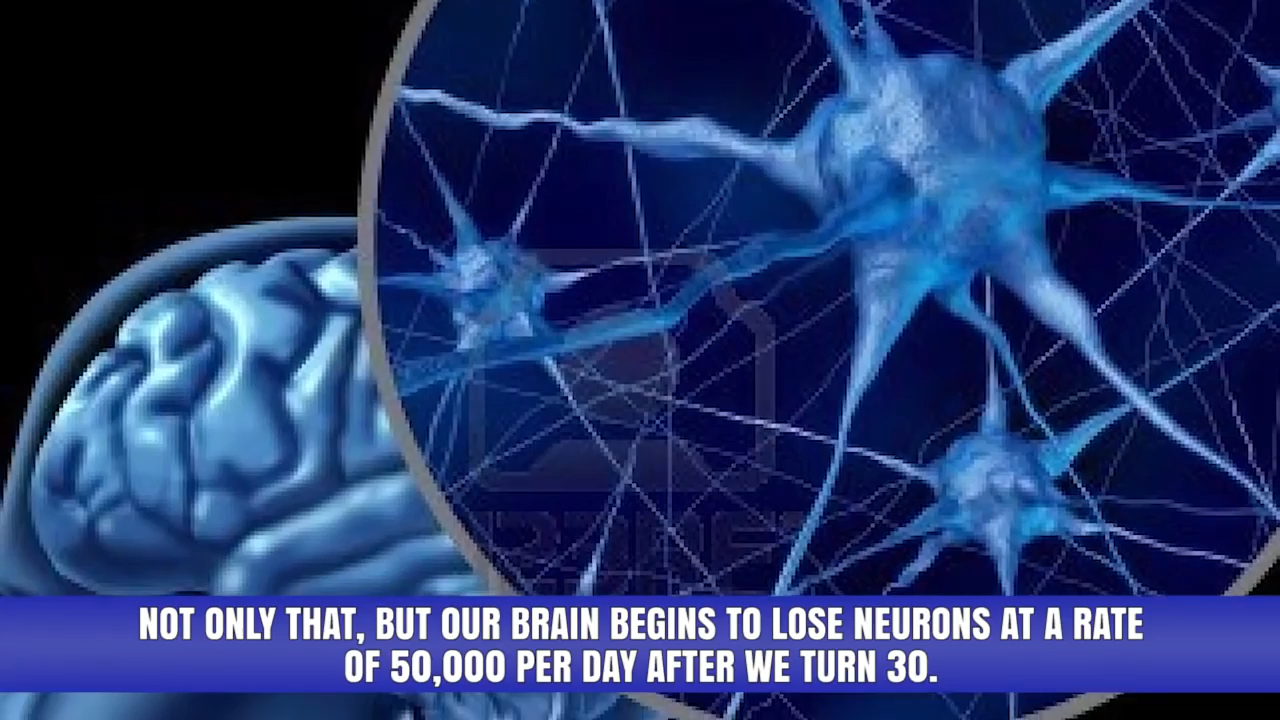 NOT ONLY THAT, BUT OUR BRAIN BEGINS TO LOSE NEURONS AT A RATE
OF 50,000 PER DAY AFTER WE TURN 30.